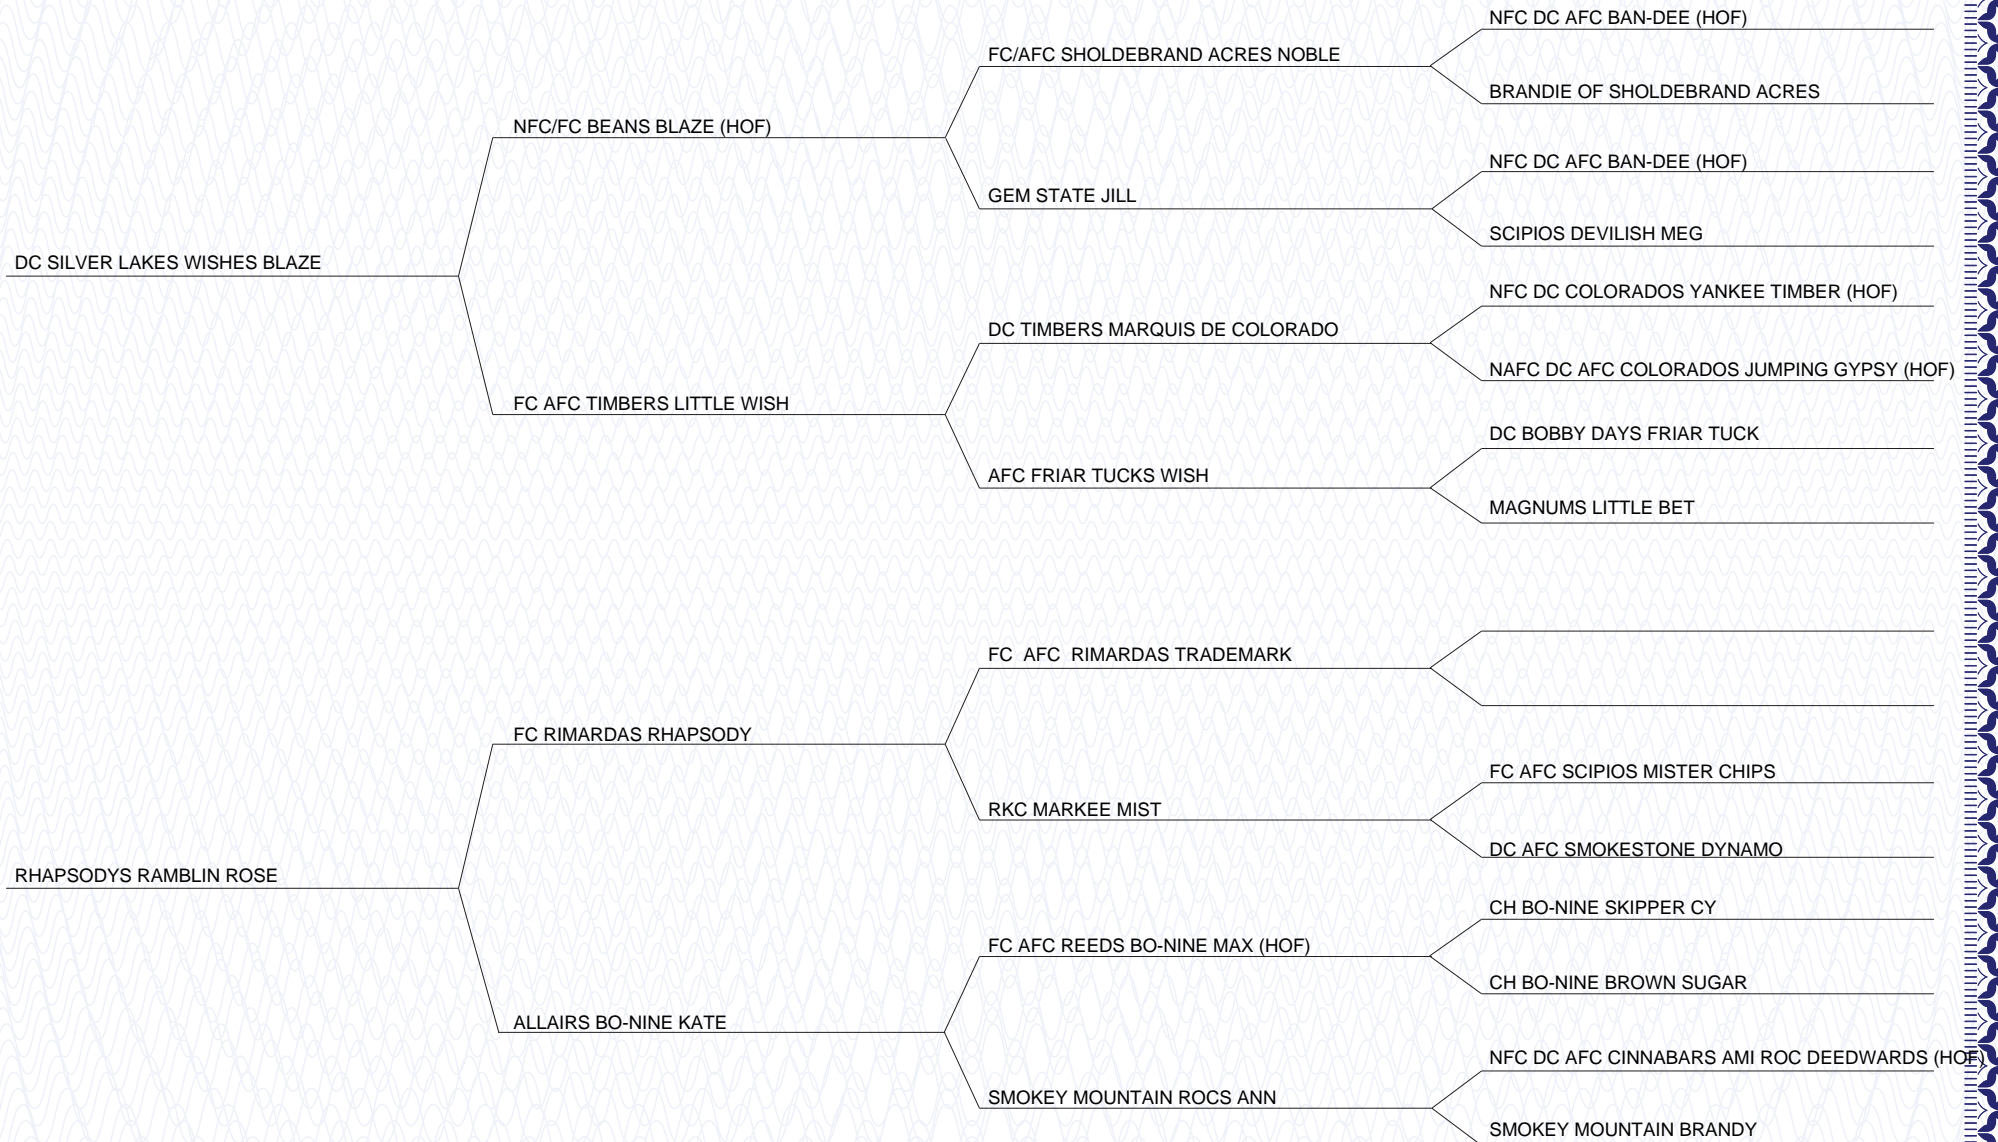 NFC DC AFC BAN-DEE (HOF)
FC/AFC SHOLDEBRAND ACRES NOBLE
BRANDIE OF SHOLDEBRAND ACRES
NFC/FC BEANS BLAZE (HOF)
NFC DC AFC BAN-DEE (HOF)
GEM STATE JILL
SCIPIOS DEVILISH MEG
DC SILVER LAKES WISHES BLAZE
NFC DC COLORADOS YANKEE TIMBER (HOF)
DC TIMBERS MARQUIS DE COLORADO
NAFC DC AFC COLORADOS JUMPING GYPSY (HOF)
FC AFC TIMBERS LITTLE WISH
DC BOBBY DAYS FRIAR TUCK
AFC FRIAR TUCKS WISH
MAGNUMS LITTLE BET
FC  AFC  RIMARDAS TRADEMARK
FC RIMARDAS RHAPSODY
FC AFC SCIPIOS MISTER CHIPS
RKC MARKEE MIST
DC AFC SMOKESTONE DYNAMO
RHAPSODYS RAMBLIN ROSE
CH BO-NINE SKIPPER CY
FC AFC REEDS BO-NINE MAX (HOF)
CH BO-NINE BROWN SUGAR
ALLAIRS BO-NINE KATE
NFC DC AFC CINNABARS AMI ROC DEEDWARDS (HOF)
SMOKEY MOUNTAIN ROCS ANN
SMOKEY MOUNTAIN BRANDY